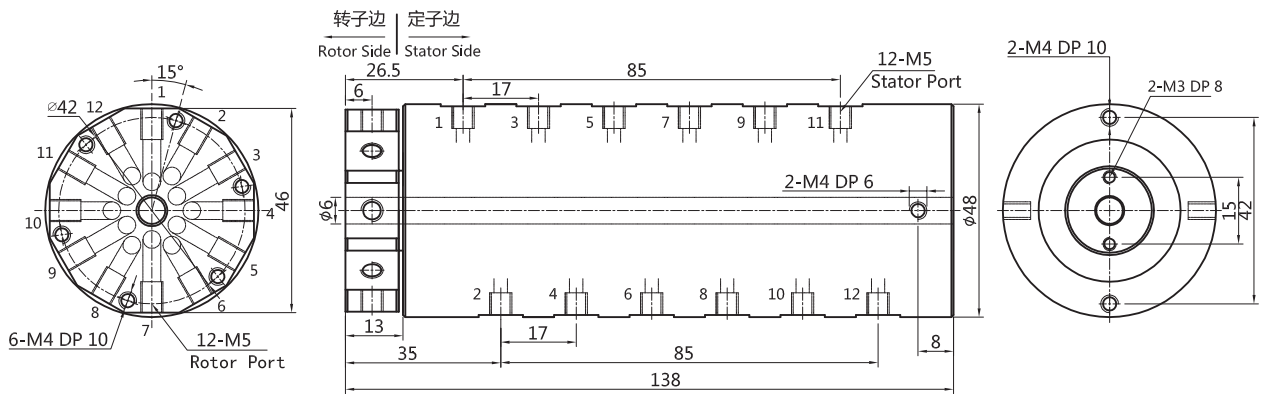 转子边 定子边
Rotor Side Stator Side
26.5
85
12-M5
Stator Port
2-M4 DP 10
2-M3 DP 8
15°
6
17
⌀42
1
2
3
4
5
6
7
8
9
10
11
12
46
1 3 5 7 9 11
2-M4 DP 6
ϕ6
ϕ48
15
42
2 4 6 8 10 12
6-M4 DP 10
12-M5
Rotor Port
13
17
8
35
85
138